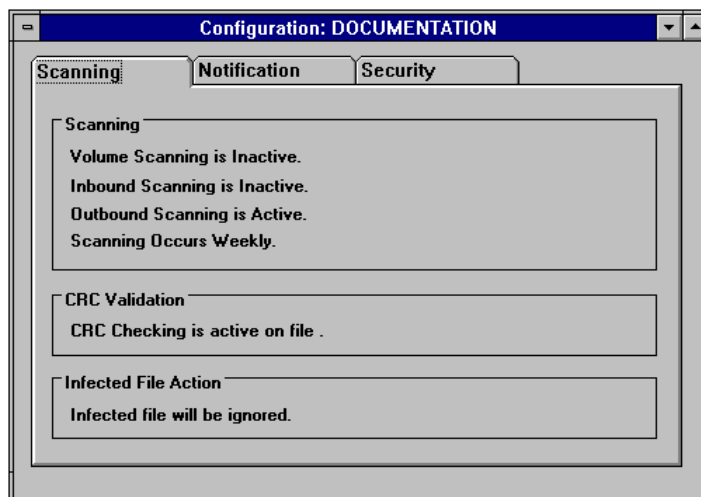 Configuration: DOCUMENTATION
Scanning Notification Security
Scanning
Volume Scanning is Inactive.
Inbound Scanning is Inactive.
Outbound Scanning is Active.
Scanning Occurs Weekly.
CRC Validation
CRC Checking is active on file .
Infected File Action
Infected file will be ignored.